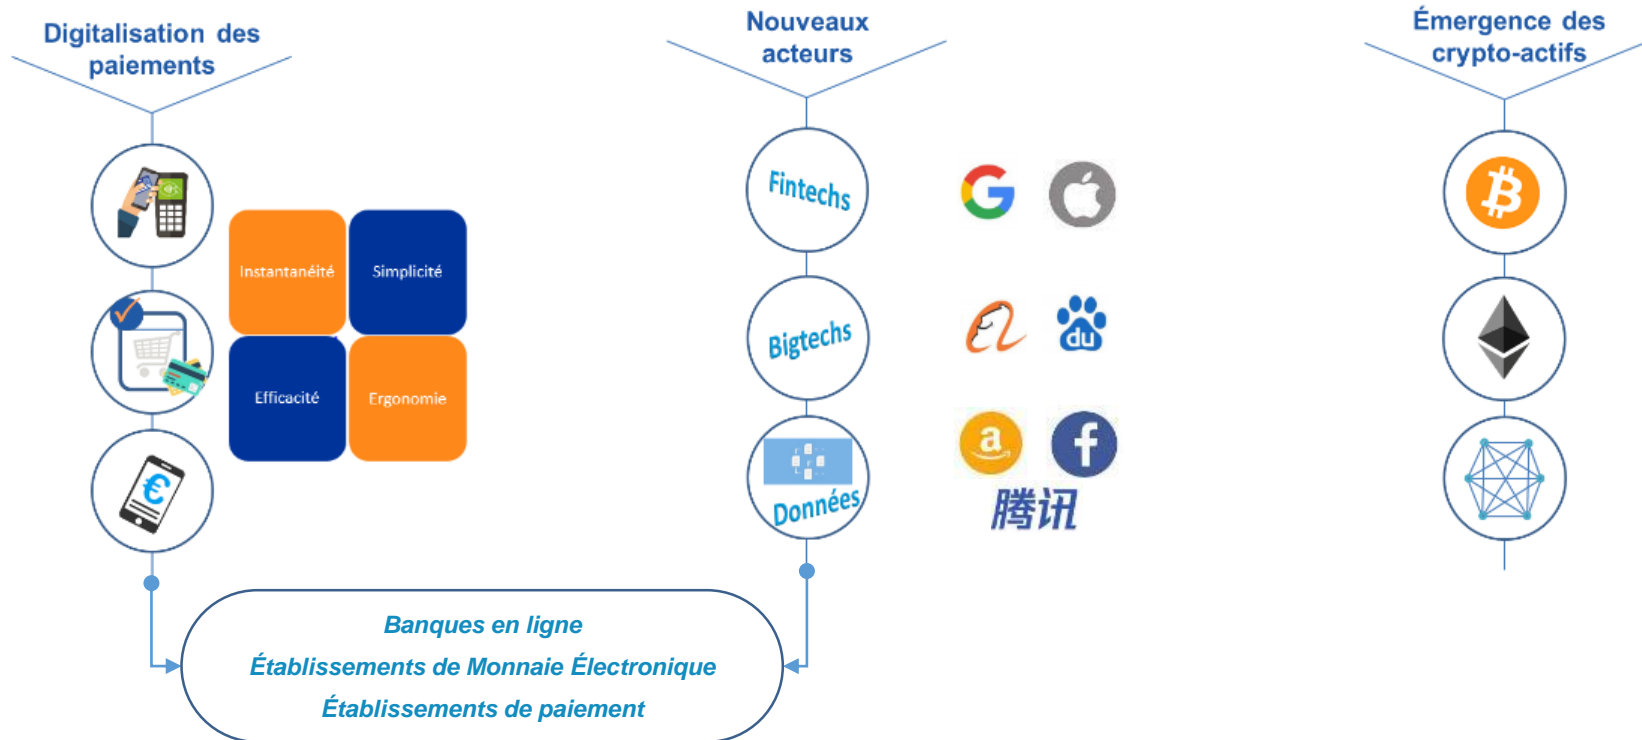 Digitalisation des
paiements
Instantanéité
Simplicité
Efficacité
Ergonomie
Nouveaux
acteurs
Fintechs
Bigtechs
Données
du
a
腾讯
Banques en ligne
Établissements de Monnaie Électronique
Établissements de paiement
Émergence des
crypto-actifs